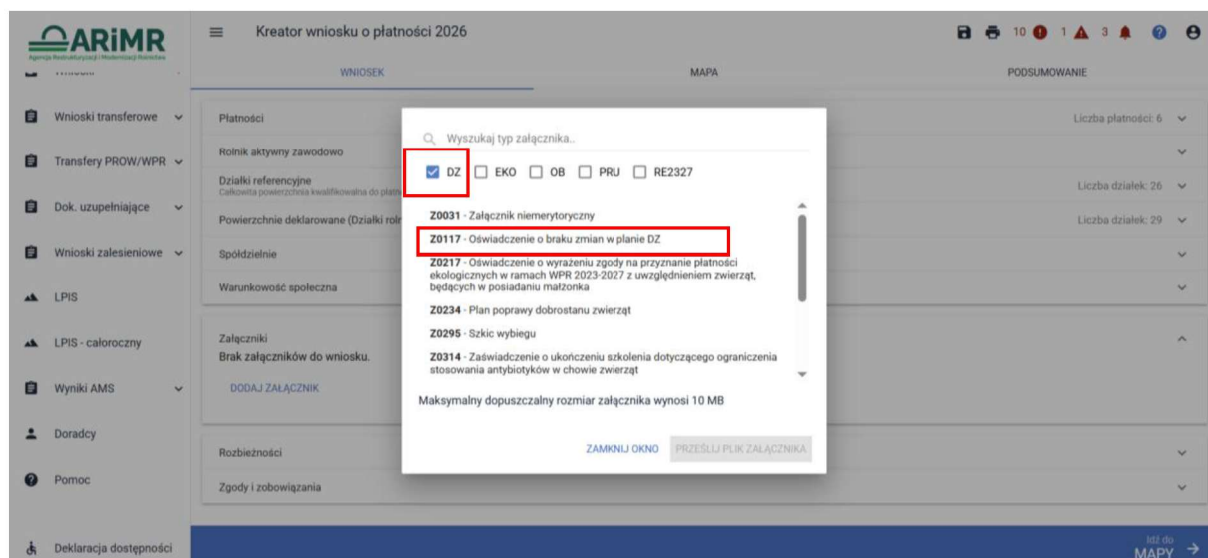 ARiMR
Agencja Restrukturyzacji i Modernizacji Rolnictwa
Kreator wniosku o płatności 2026
10 1 3
WNIOSEK
MAPA
PODSUMOWANIE
Wnioski transferowe
Transfery PROW/WPR
Dok. uzupełniające
Wnioski zalesieniowe
LPIS
LPIS - całoroczny
Wyniki AMS
Doradcy
Pomoc
Deklaracja dostępności
Płatności
Liczba płatności: 6
Rolnik aktywny zawodowo
Działki referencyjne
Całkowita powierzchnia kwalifikowalna do
Liczba działek: 26
Powierzchnie deklarowane (Działki
Liczba działek: 29
Spółdzielnie
Warunkowość społeczna
Załączniki
Brak załączników do wniosku.
DODAJ ZAŁĄCZNIK
Rozbieżności
Zgody i zobowiązania
Wyszukaj typ załącznika..
DZ EKO OB PRU RE2327
Z0031 - Załącznik niemerytoryczny
Z0117 - Oświadczenie o braku zmian w planie DZ
Z0217 - Oświadczenie o wyrażeniu zgody na przyznanie płatności
ekologicznych w ramach WPR 2023-2027 z uwzględnieniem zwierząt,
będących w posiadaniu małżonka
Z0234 - Plan poprawy dobrostanu zwierząt
Z0295 - Szkic wybiegu
Z0314 - Zaświadczenie o ukończeniu szkolenia dotyczącego ograniczenia
stosowania antybiotyków w chowie zwierząt
Maksymalny dopuszczalny rozmiar załącznika wynosi 10 MB
ZAMKNIJ OKNO
PRZEŚLIJ PLIK ZAŁĄCZNIKA
Idź do
MAPY